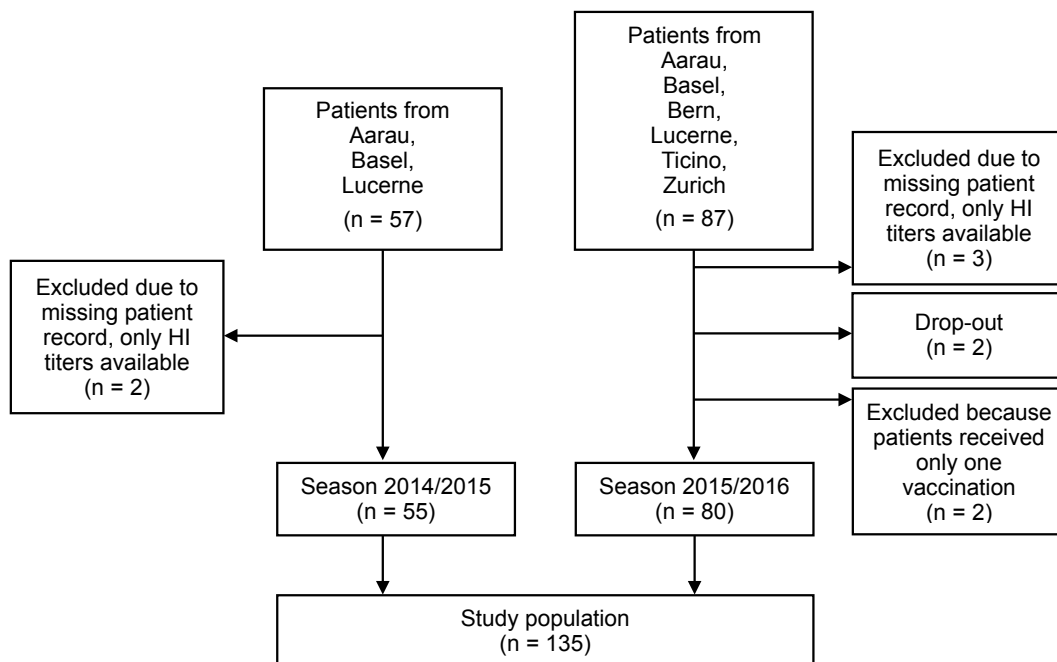 Patients from
Aarau,
Basel,
Lucerne
(n = 57)
Patients from
Aarau,
Basel,
Bern,
Lucerne,
Ticino,
Zurich
(n = 87)
Excluded due to
missing patient
record, only HI
titers available
(n = 2)
Excluded due to
missing patient
record, only HI
titers available
(n = 3)
Drop-out
(n = 2)
Excluded because
patients received
only one
vaccination
(n = 2)
Season 2014/2015
(n = 55)
Season 2015/2016
(n = 80)
Study population
(n = 135)